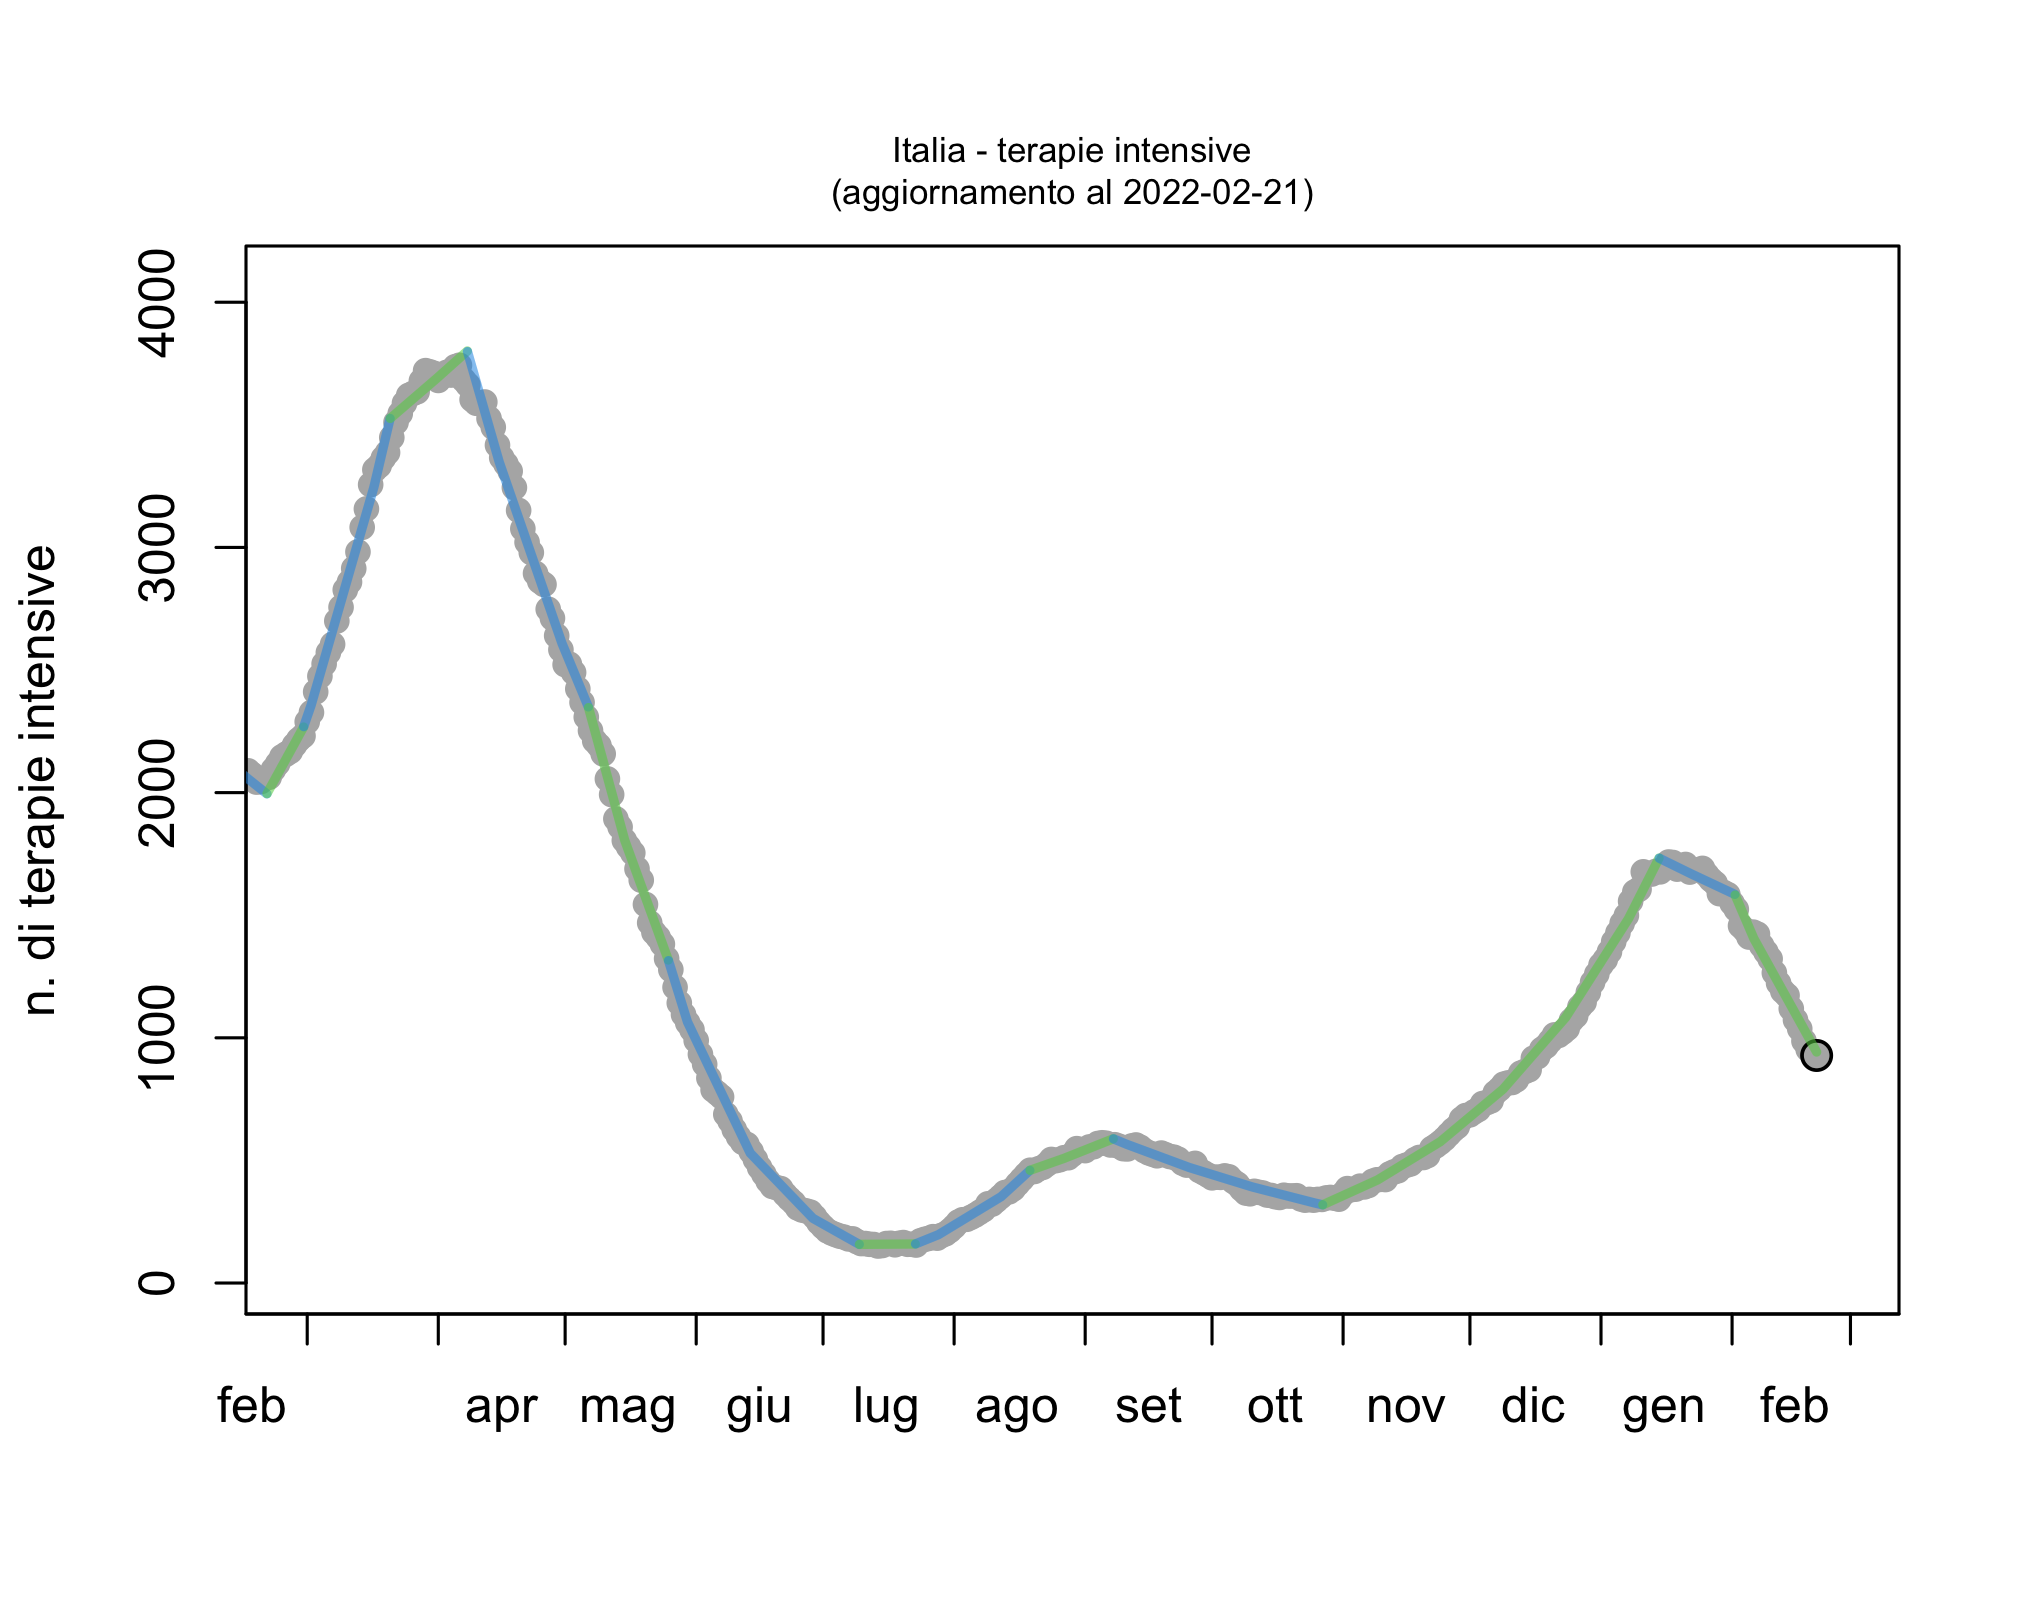 Italia - terapie intensive
(aggiornamento al 2022-02-21)
n. di terapie intensive
4000
3000
2000
1000
0
feb apr mag giu lug ago set ott nov dic gen feb